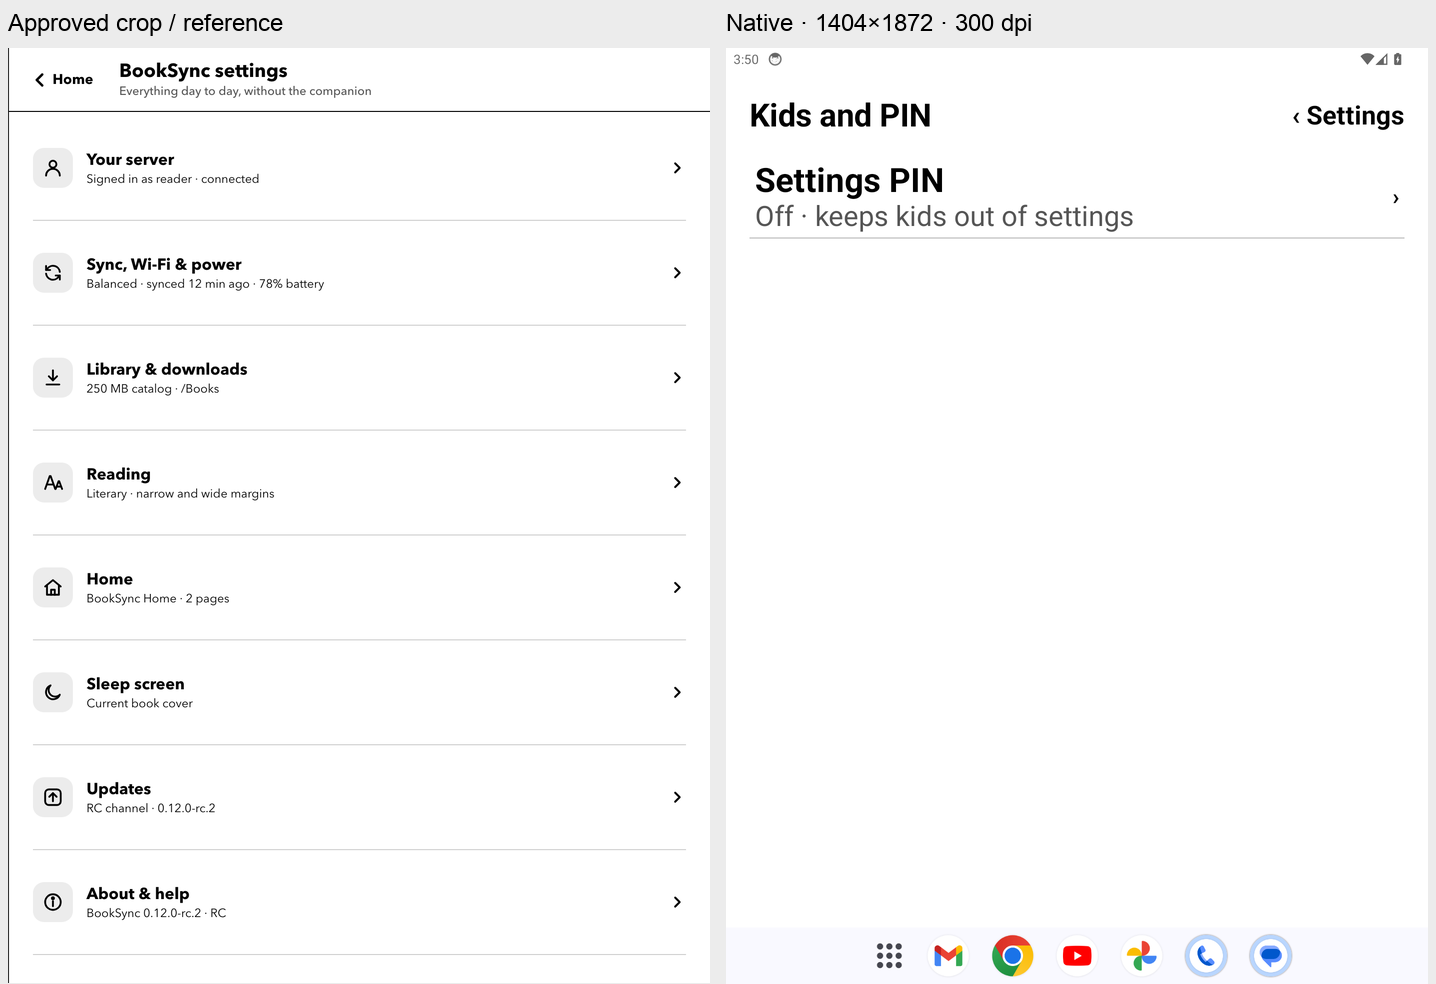 Approved crop / reference
Home
BookSync settings
Everything day to day, without the companion
Your server
Signed in as reader · connected
Sync, Wi-Fi & power
Balanced · synced 12 min ago · 78% battery
Library & downloads
250 MB catalog · /Books
Reading
Literary · narrow and wide margins
Home
BookSync Home · 2 pages
Sleep screen
Current book cover
Updates
RC channel · 0.12.0-rc.2
About & help
BookSync 0.12.0-rc.2 · RC
Native · 1404×1872 · 300 dpi
3:50
Kids and PIN
‹ Settings
Settings PIN
Off · keeps kids out of settings
›